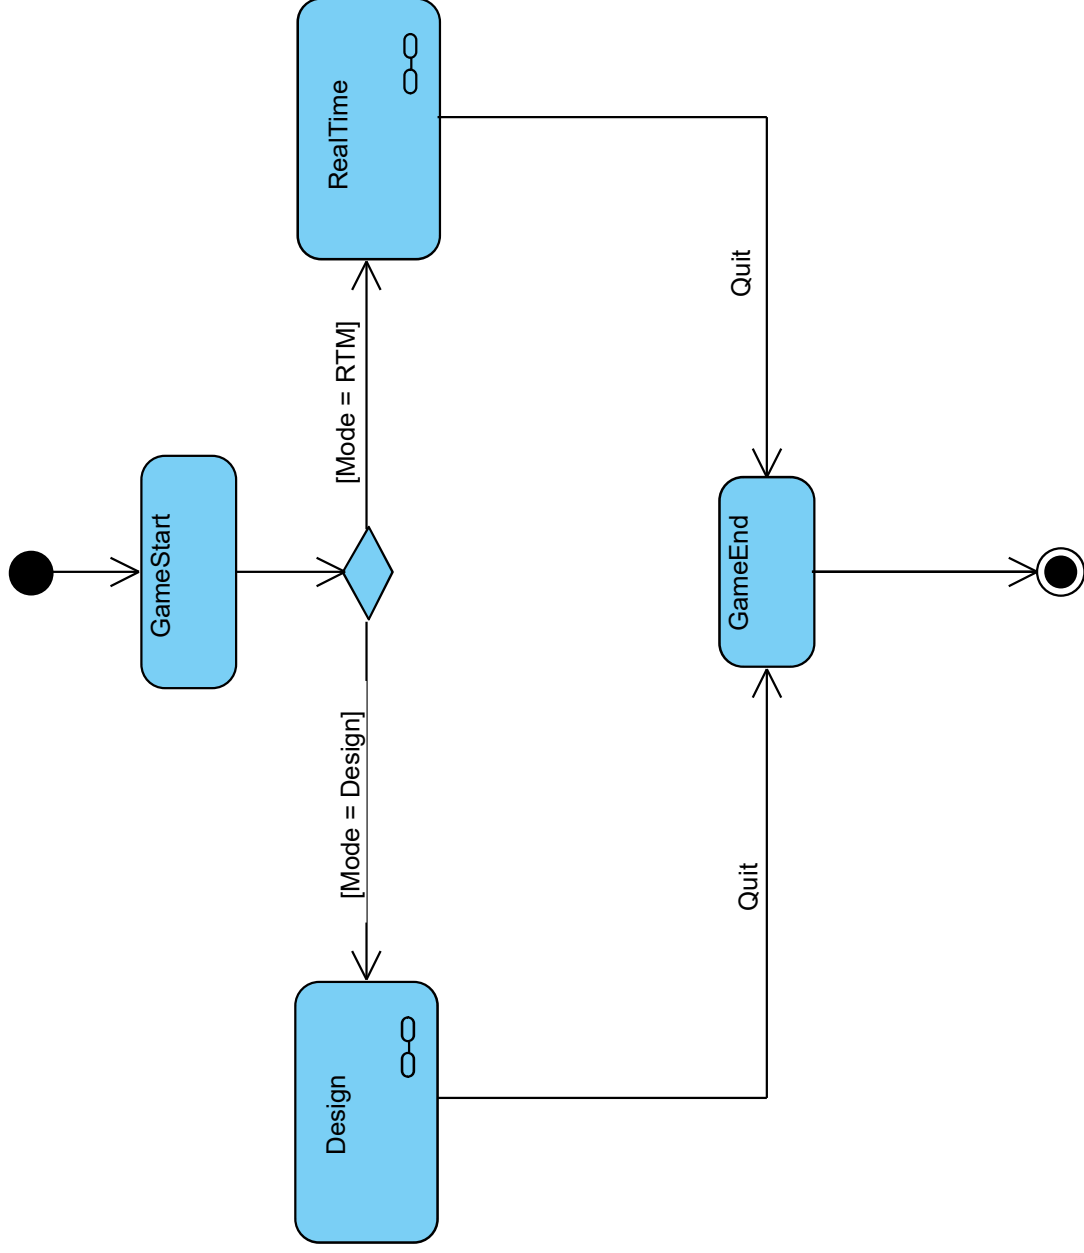 GameStart
[Mode = Design]
[Mode = RTM]
Design
RealTime
Quit
Quit
GameEnd